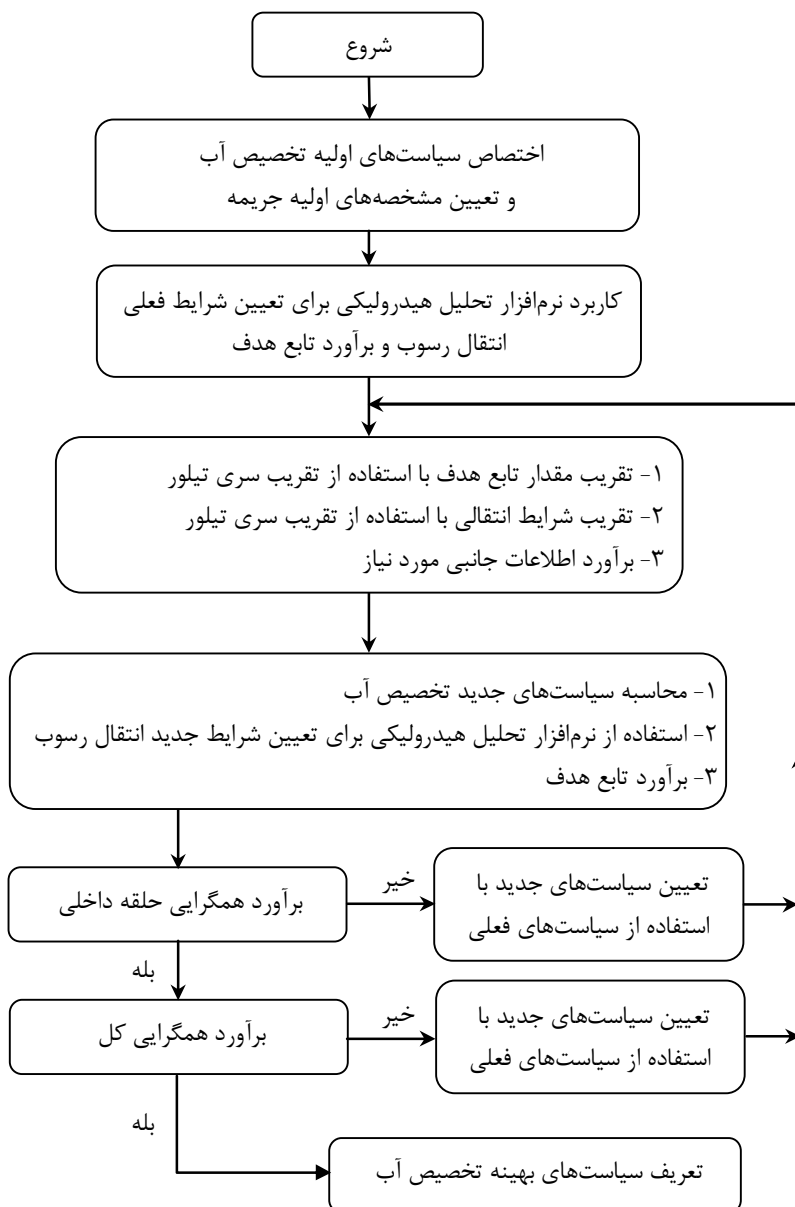 شروع
اختصاص سیاست‌های اولیه تخصیص آب
و تعیین مشخصه‌های اولیه جریمه
کاربرد نرم‌افزار تحلیل هیدرولیکی برای تعیین شرایط فعلی
انتقال رسوب و برآورد تابع هدف
۱- تقریب مقدار تابع هدف با استفاده از تقریب سری تیلور
۲- تقریب شرایط انتقالی با استفاده از تقریب سری تیلور
۳- برآورد اطلاعات جانبی مورد نیاز
۱- محاسبه سیاست‌های جدید تخصیص آب
۲- استفاده از نرم‌افزار تحلیل هیدرولیکی برای تعیین شرایط جدید انتقال رسوب
۳- برآورد تابع هدف
برآورد همگرایی حلقه داخلی
خیر
تعیین سیاست‌های جدید با
استفاده از سیاست‌های فعلی
بله
برآورد همگرایی کل
خیر
تعیین سیاست‌های جدید با
استفاده از سیاست‌های فعلی
بله
تعریف سیاست‌های بهینه تخصیص آب